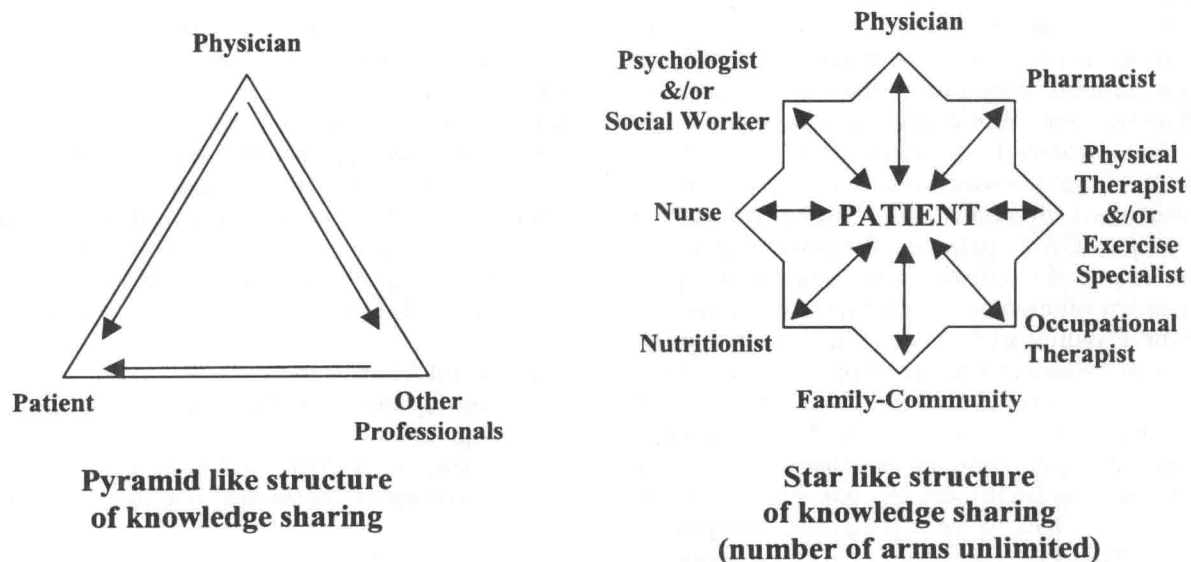 Physician
Patient
Other
Professionals
Pyramid like structure
of knowledge sharing
Physician
Psychologist
&/or
Social Worker
Pharmacist
Nurse
PATIENT
Physical
Therapist
&/or
Exercise
Specialist
Nutritionist
Occupational
Therapist
Family-Community
Star like structure
of knowledge sharing
(number of arms unlimited)